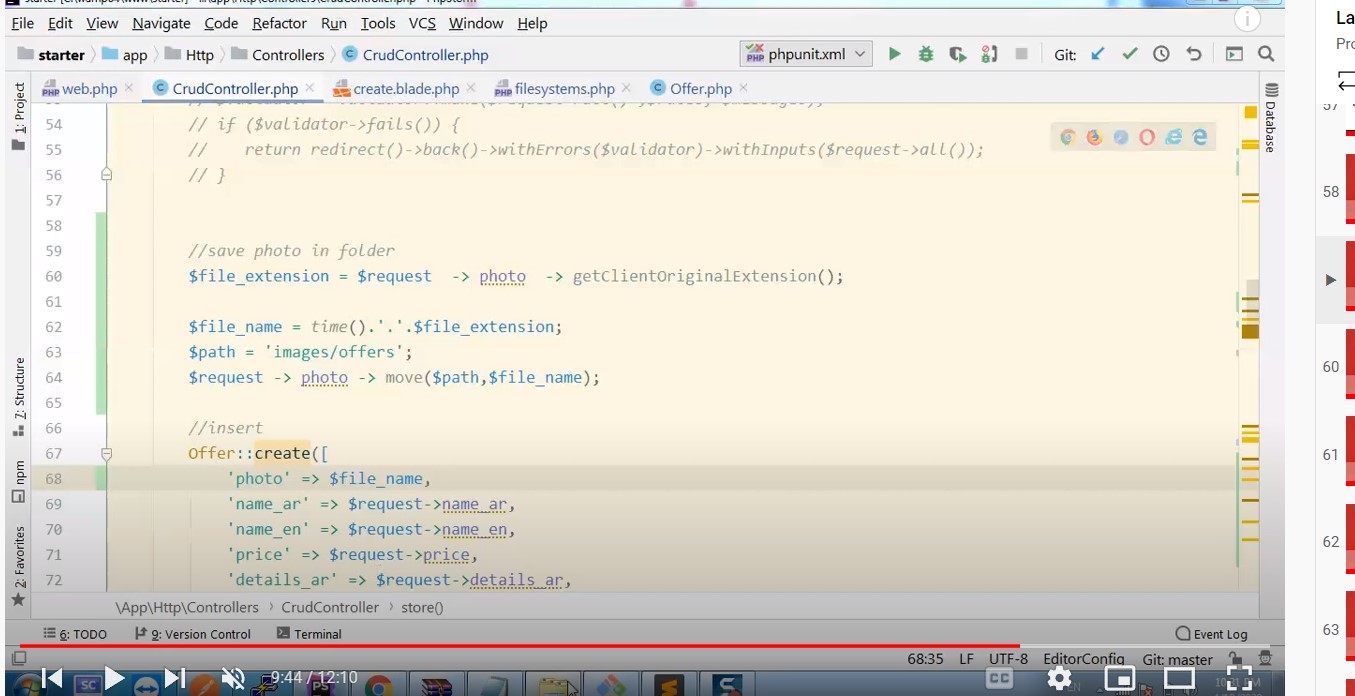 File Edit View Navigate Code Refactor Run Tools VCS Window Help
La
starter app Http Controllers CrudController.php phpunit.xml Git:
web.php CrudController.php create.blade.php filesystems.php Offer.php
1: Project
Database
54 // if ($validator->fails()) {
55 // return redirect()->back()->withErrors($validator)->withInputs($request->all());
56 // }
57
58
59 //save photo in folder
60 $file_extension = $request -> photo -> getClientOriginalExtension();
61
62 $file_name = time().'.'.$file_extension;
63 $path = 'images/offers';
64 $request -> photo -> move($path,$file_name);
65
66 //insert
67 Offer::create([
68 'photo' => $file_name,
69 'name_ar' => $request->name_ar,
70 'name_en' => $request->name_en,
71 'price' => $request->price,
72 'details_ar' => $request->details_ar,
7: Structure
npm
2: Favorites
\App\Http\Controllers › CrudController › store()
6: TODO 9: Version Control Terminal Event Log
68:35 LF UTF-8 EditorConfig Git: master
9:44 / 12:10
CC
57
58
60
61
62
63